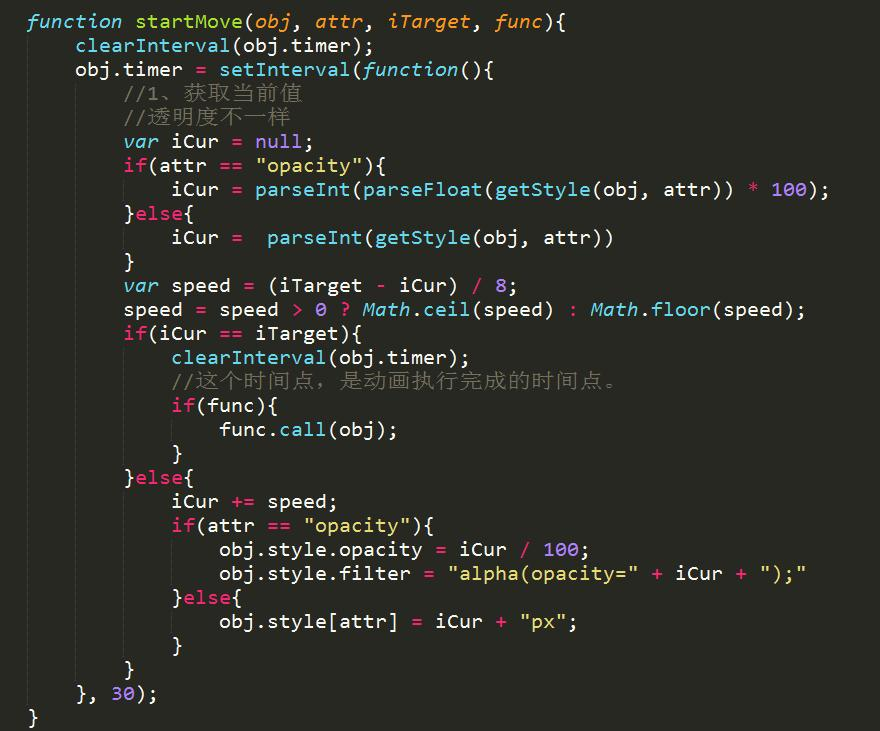 function startMove(obj, attr, iTarget, func){
    clearInterval(obj.timer);
    obj.timer = setInterval(function(){
        //1、获取当前值
        //透明度不一样
        var iCur = null;
        if(attr == "opacity"){
            iCur = parseInt(parseFloat(getStyle(obj, attr)) * 100);
        }else{
            iCur =  parseInt(getStyle(obj, attr))
        }
        var speed = (iTarget - iCur) / 8;
        speed = speed > 0 ? Math.ceil(speed) : Math.floor(speed);
        if(iCur == iTarget){
            clearInterval(obj.timer);
            //这个时间点，是动画执行完成的时间点。
            if(func){
                func.call(obj);
            }
        }else{
            iCur += speed;
            if(attr == "opacity"){
                obj.style.opacity = iCur / 100;
                obj.style.filter = "alpha(opacity=" + iCur + ");"
            }else{
                obj.style[attr] = iCur + "px";
            }
        }
    }, 30);
}